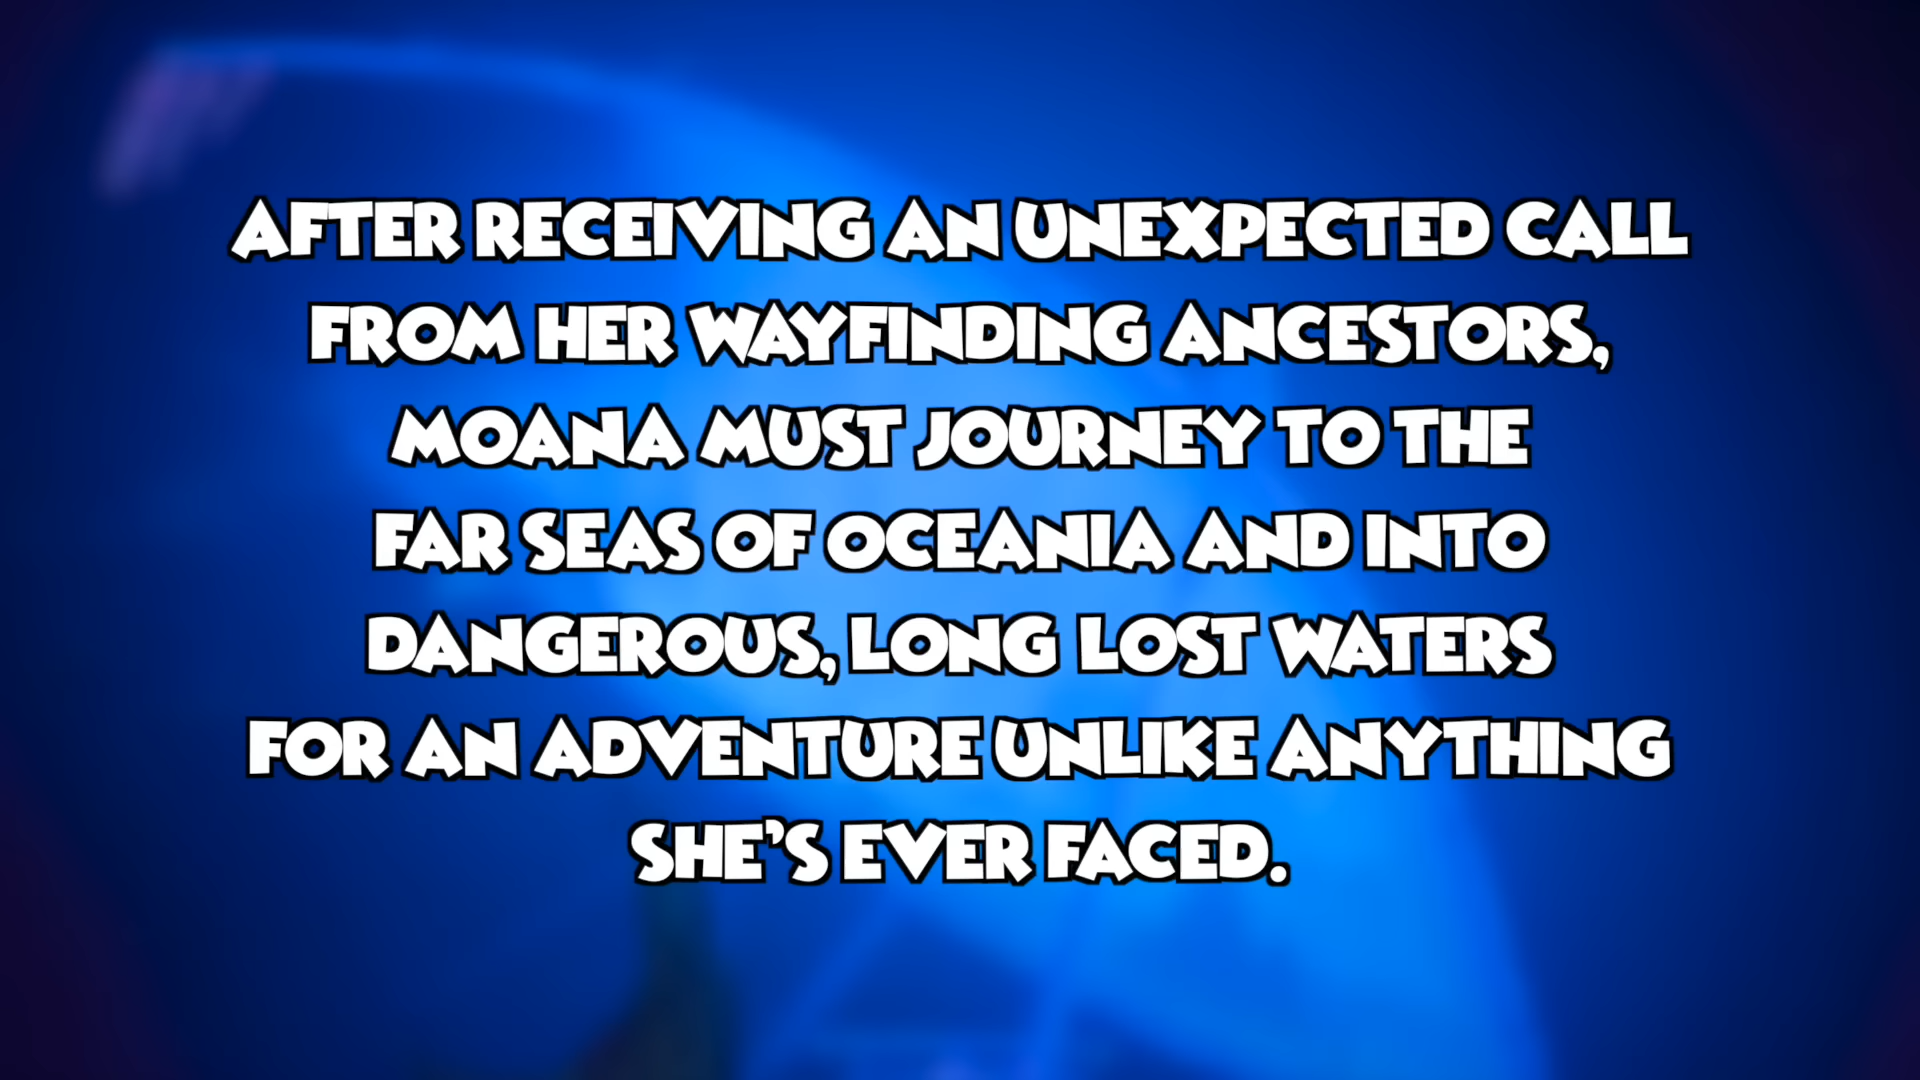 AFTER RECEIVING AN UNEXPECTED CALL
FROM HER WAYFINDING ANCESTORS,
MOANA MUST JOURNEY TO THE
FAR SEAS OF OCEANIA AND INTO
DANGEROUS, LONG LOST WATERS
FOR AN ADVENTURE UNLIKE ANYTHING
SHE'S EVER FACED.